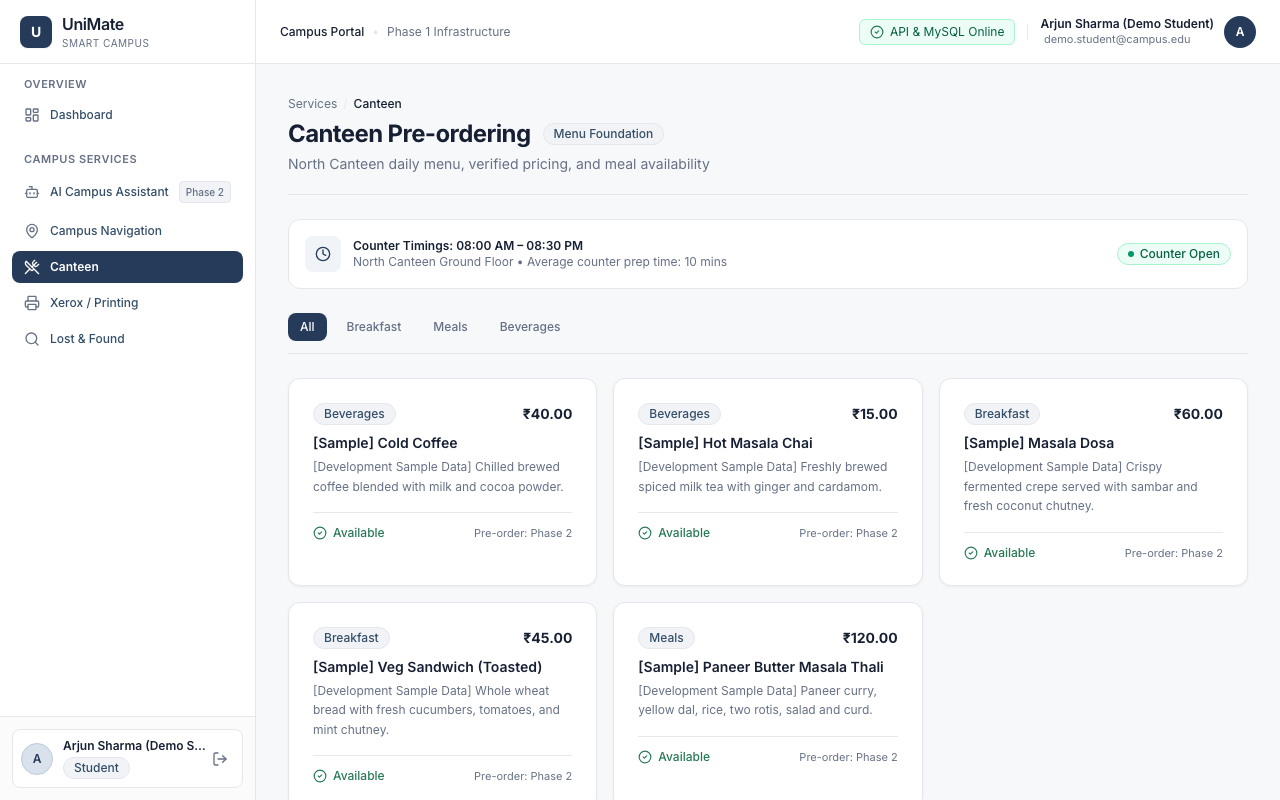 U
UniMate
SMART CAMPUS
Campus Portal • Phase 1 Infrastructure
API & MySQL Online
Arjun Sharma (Demo Student)
demo.student@campus.edu
A
OVERVIEW
Dashboard
CAMPUS SERVICES
AI Campus Assistant Phase 2
Campus Navigation
Canteen
Xerox / Printing
Lost & Found
Arjun Sharma (Demo S...
Student
A
Services / Canteen
Canteen Pre-ordering Menu Foundation
North Canteen daily menu, verified pricing, and meal availability
Counter Timings: 08:00 AM – 08:30 PM
North Canteen Ground Floor • Average counter prep time: 10 mins
Counter Open
All Breakfast Meals Beverages
Beverages ₹40.00
[Sample] Cold Coffee
[Development Sample Data] Chilled brewed
coffee blended with milk and cocoa powder.
Available Pre-order: Phase 2
Beverages ₹15.00
[Sample] Hot Masala Chai
[Development Sample Data] Freshly brewed
spiced milk tea with ginger and cardamom.
Available Pre-order: Phase 2
Breakfast ₹60.00
[Sample] Masala Dosa
[Development Sample Data] Crispy
fermented crepe served with sambar and
fresh coconut chutney.
Available Pre-order: Phase 2
Breakfast ₹45.00
[Sample] Veg Sandwich (Toasted)
[Development Sample Data] Whole wheat
bread with fresh cucumbers, tomatoes, and
mint chutney.
Available Pre-order: Phase 2
Meals ₹120.00
[Sample] Paneer Butter Masala Thali
[Development Sample Data] Paneer curry,
yellow dal, rice, two rotis, salad and curd.
Available Pre-order: Phase 2